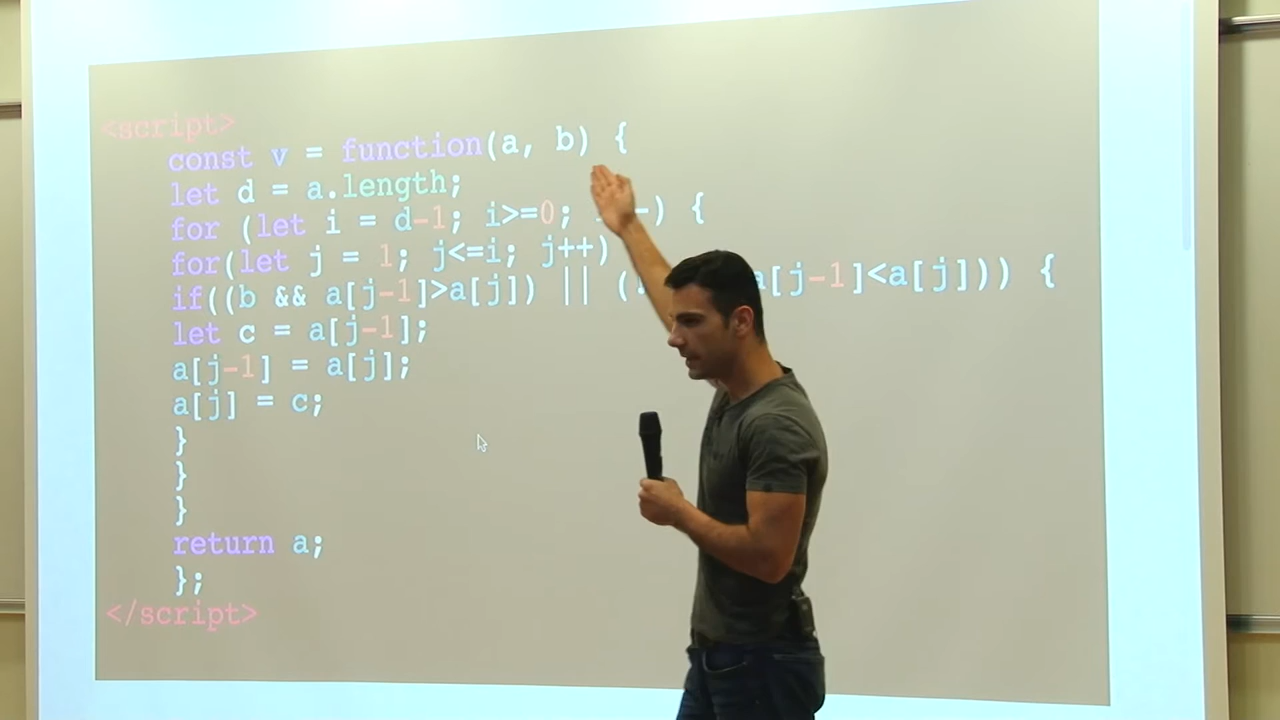 <script>
const v = function(a, b) {
let d = a.length;
for (let i = d-1; i>=0; -) {
for(let j = 1; j<=i; j++)
if((b && a[j-1]>a[j]) || ( a[j-1]<a[j])) {
let c = a[j-1];
a[j-1] = a[j];
a[j] = c;
}
}
}
return a;
};
</script>